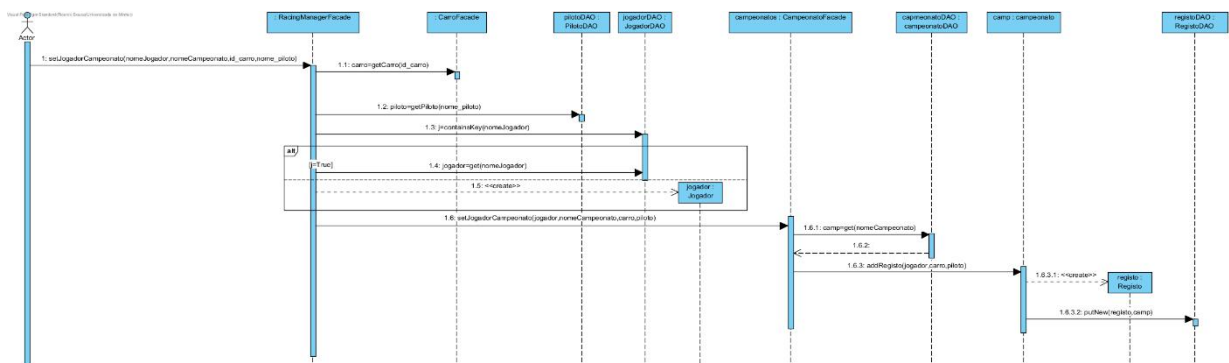 : RacingManagerFacade
: CarroFacade
pilotoDAO :
PilotoDAO
jogadorDAO :
JogadorDAO
campeonatos : CampeonatoFacade
capmeonatoDAO :
campeonatoDAO
camp : campeonato
registoDAO :
RegistoDAO
Actor
1: setJogadorCampeonato(nomeJogador,nomeCampeonato,id_carro,nome_piloto)
1.1: carro=getCarro(id_carro)
1.2: piloto=getPiloto(nome_piloto)
1.3: j=containsKey(nomeJogador)
alt
[j=True]
1.4: jogador=get(nomeJogador)
1.5: <<create>>
jogador :
Jogador
1.6: setJogadorCampeonato(jogador,nomeCampeonato,carro,piloto)
1.6.1: camp=get(nomeCampeonato)
1.6.2:
1.6.3: addRegisto(jogador,carro,piloto)
1.6.3.1: <<create>>
registo :
Registo
1.6.3.2: putNew(registo,camp)